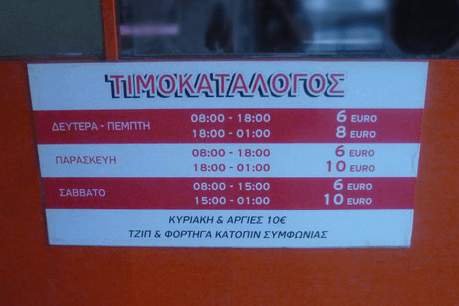 ΤΙΜΟΚΑΤΑΛΟΓΟΣ
ΔΕΥΤΕΡΑ - ΠΕΜΠΤΗ 08:00 - 18:00 6 EURO
18:00 - 01:00 8 EURO
ΠΑΡΑΣΚΕΥΗ 08:00 - 18:00 6 EURO
18:00 - 01:00 10 EURO
ΣΑΒΒΑΤΟ 08:00 - 15:00 6 EURO
15:00 - 01:00 10 EURO
ΚΥΡΙΑΚΗ & ΑΡΓΙΕΣ 10€
ΤΖΙΠ & ΦΟΡΤΗΓΑ ΚΑΤΟΠΙΝ ΣΥΜΦΩΝΙΑΣ